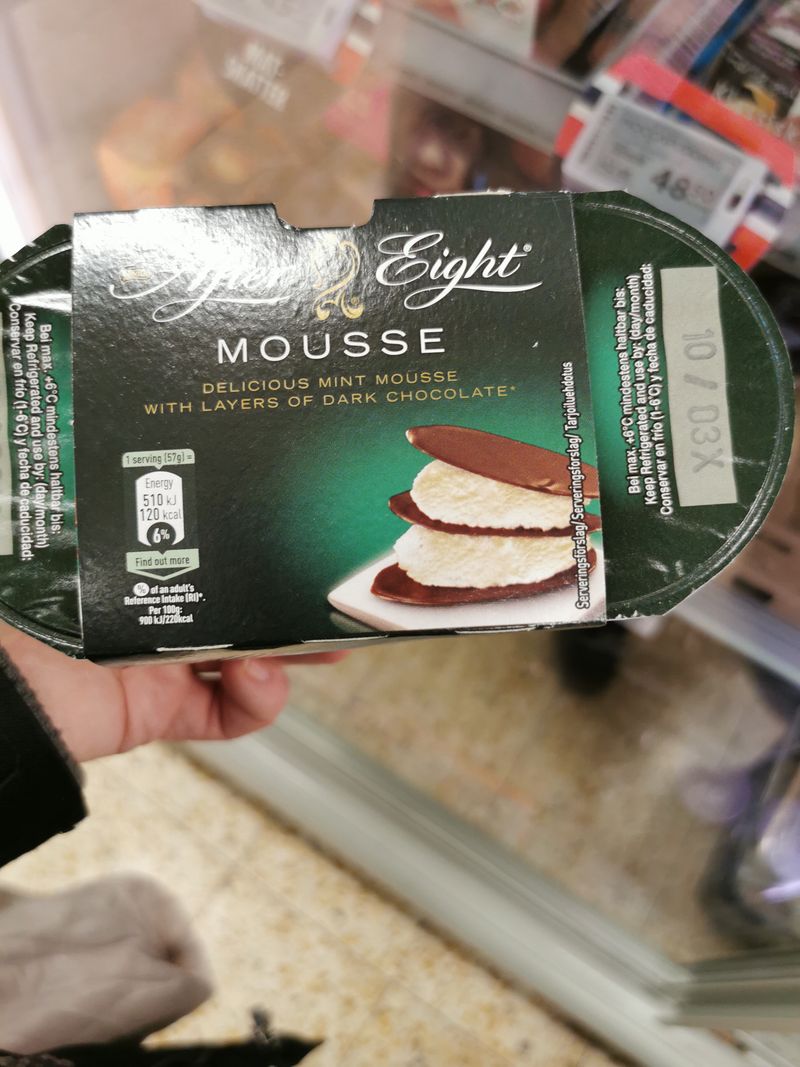 After Eight®
MOUSSE
DELICIOUS MINT MOUSSE
WITH LAYERS OF DARK CHOCOLATE*
1 serving (57g) =
Energy
510 kJ
120 kcal
6%
Find out more
% of an adult's
Reference Intake (RI)*.
Per 100g:
900 kJ/220kcal
Serveringsförslag/Serveringsforslag/Tarjoiluehdotus
Bei max. +6°C mindestens haltbar bis:
Keep Refrigerated and use by: (day/month)
Conservar en frío (1-6°C) y fecha de caducidad:
10 / 03X
Bei max. +6°C mindestens haltbar bis:
Keep Refrigerated and use by: (day/month)
Conservar en frío (1-6°C) y fecha de caducidad: